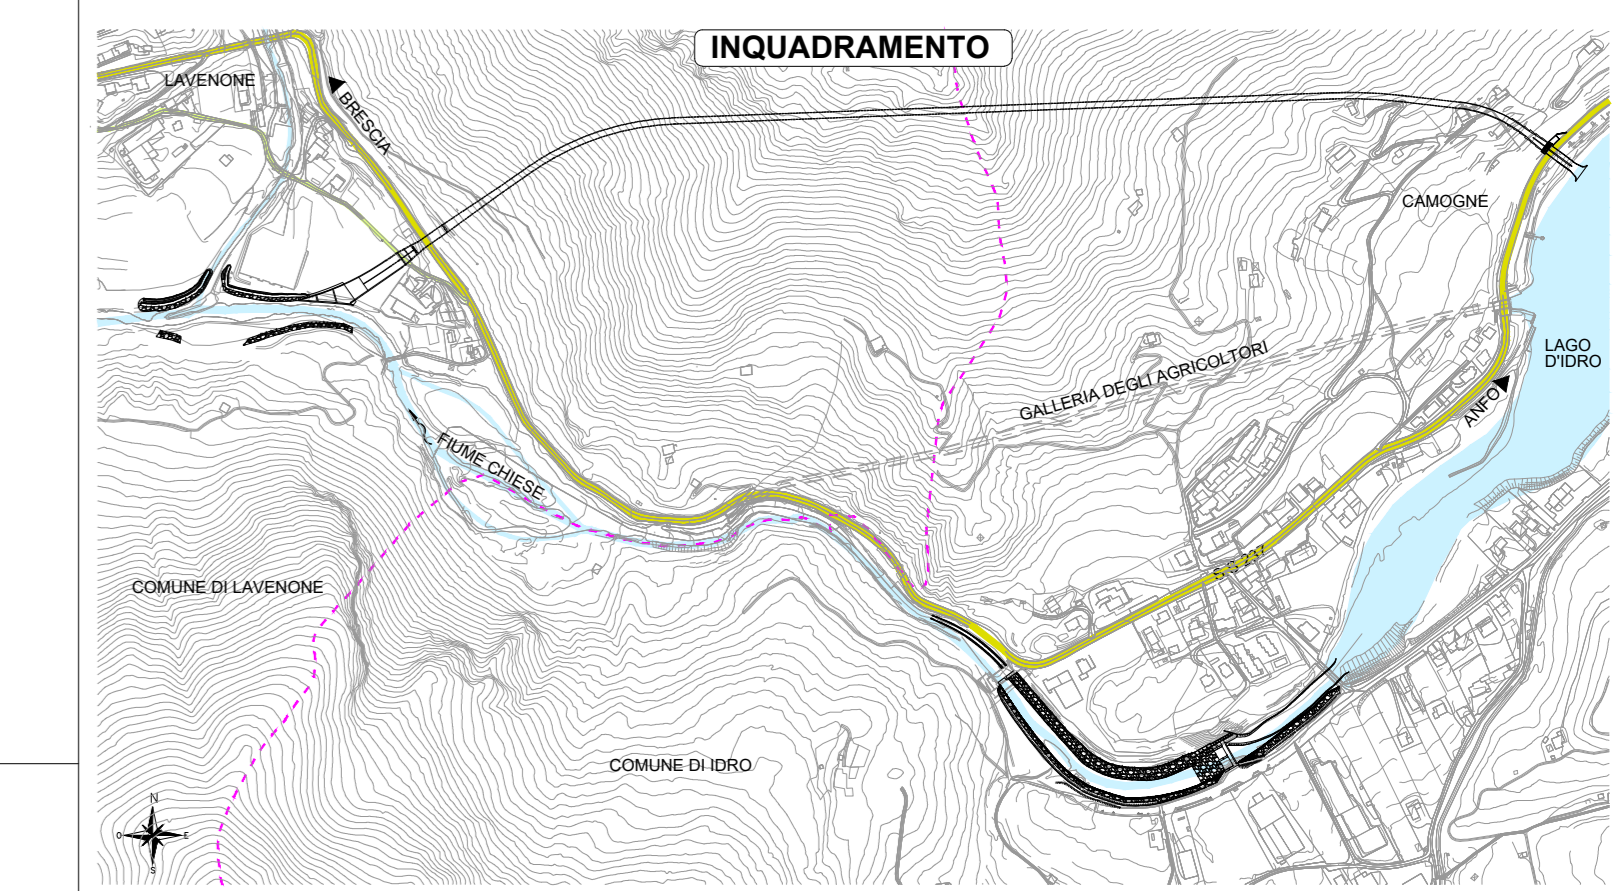 INQUADRAMENTO
LAVENONE
BRESCIA
CAMOGNE
LAGO
D'IDRO
GALLERIA DEGLI AGRICOLTORI
ANFO
FIUME CHIESE
S S 237
COMUNE DI LAVENONE
COMUNE DI IDRO
N
O
E
S